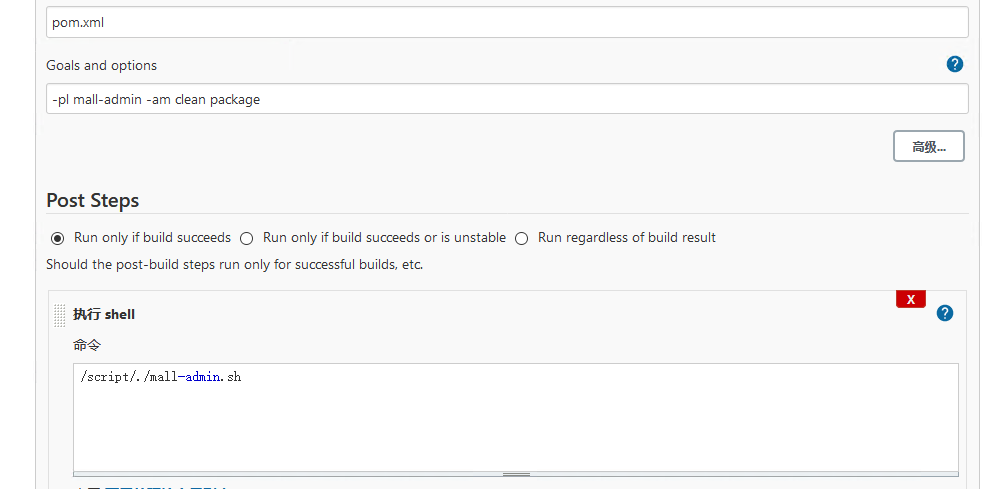 pom.xml
Goals and options
?
-pl mall-admin -am clean package
高级...
Post Steps
Run only if build succeeds Run only if build succeeds or is unstable Run regardless of build result
Should the post-build steps run only for successful builds, etc.
X
执行 shell ?
命令
/script/./mall-admin.sh